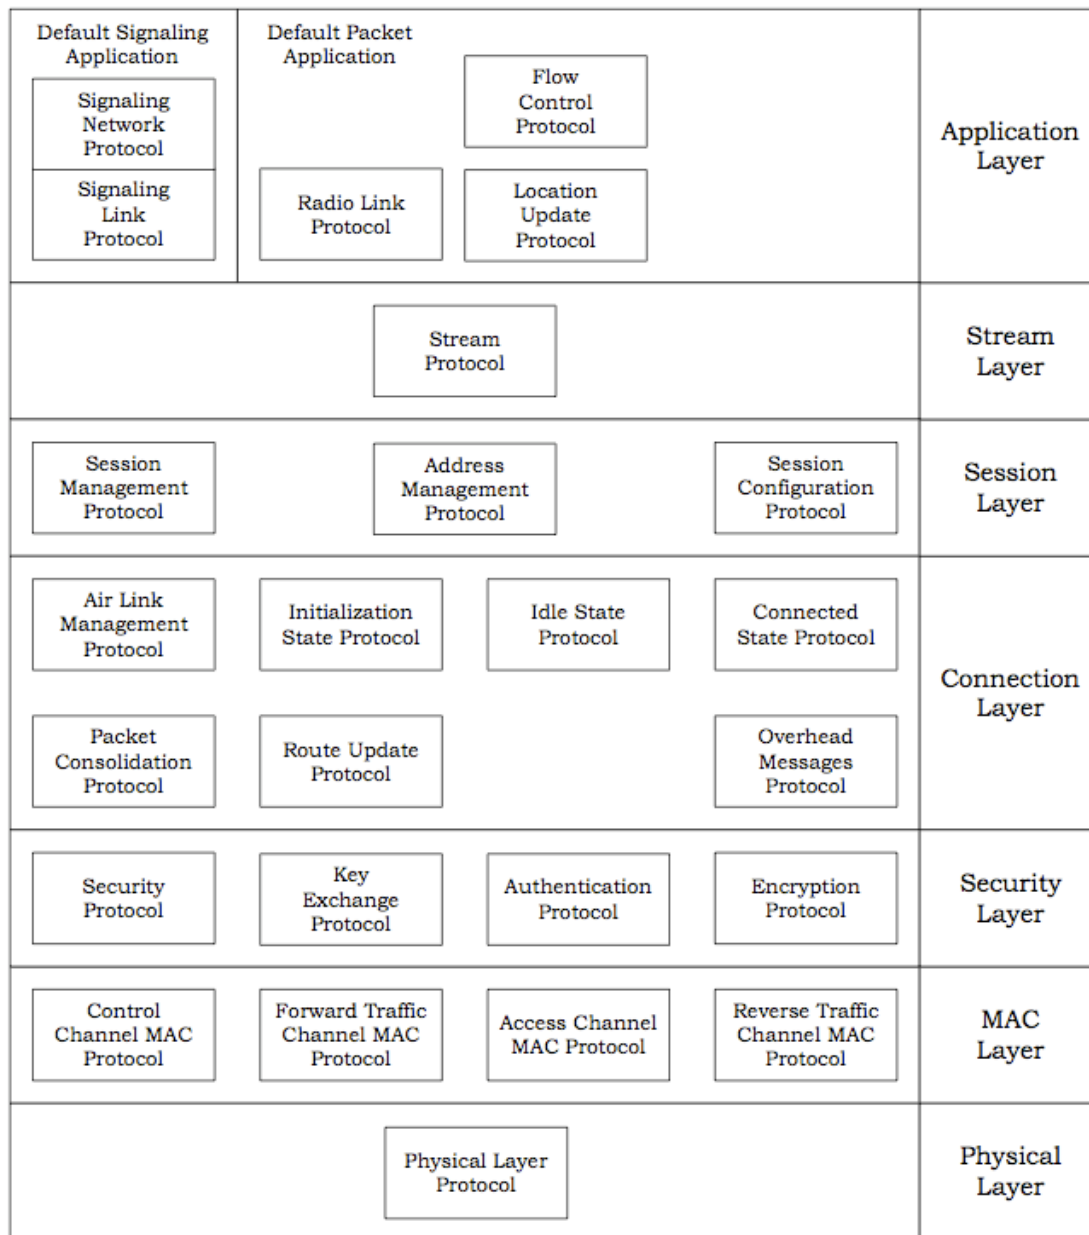 Default Signaling
Application
Signaling
Network
Protocol
Signaling
Link
Protocol
Default Packet
Application
Flow
Control
Protocol
Radio Link
Protocol
Location
Update
Protocol
Application
Layer
Stream
Protocol
Stream
Layer
Session
Management
Protocol
Address
Management
Protocol
Session
Configuration
Protocol
Session
Layer
Air Link
Management
Protocol
Initialization
State Protocol
Idle State
Protocol
Connected
State Protocol
Packet
Consolidation
Protocol
Route Update
Protocol
Overhead
Messages
Protocol
Connection
Layer
Security
Protocol
Key
Exchange
Protocol
Authentication
Protocol
Encryption
Protocol
Security
Layer
Control
Channel MAC
Protocol
Forward Traffic
Channel MAC
Protocol
Access Channel
MAC Protocol
Reverse Traffic
Channel MAC
Protocol
MAC
Layer
Physical Layer
Protocol
Physical
Layer